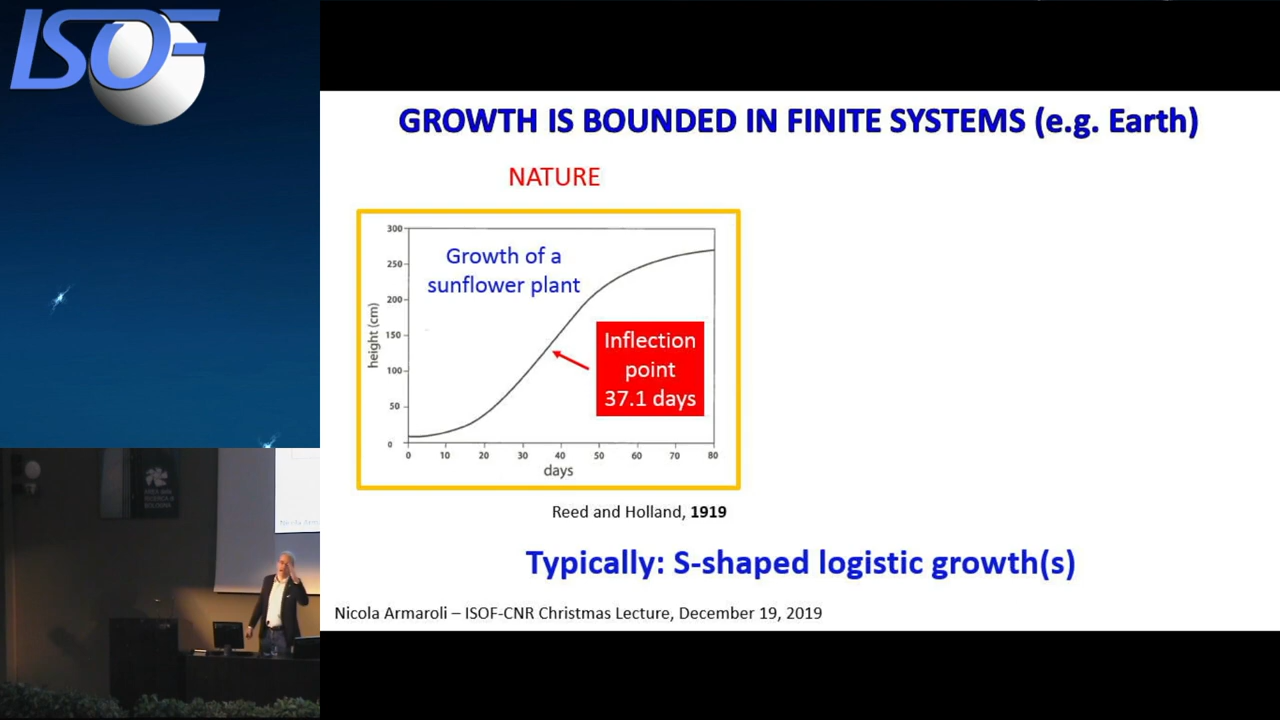 ISOF
GROWTH IS BOUNDED IN FINITE SYSTEMS (e.g. Earth)
NATURE
Growth of a
sunflower plant
Inflection
point
37.1 days
height (cm)
300
250
200
150
100
50
0
0 10 20 30 40 50 60 70 80
days
Reed and Holland, 1919
Typically: S-shaped logistic growth(s)
Nicola Armaroli – ISOF-CNR Christmas Lecture, December 19, 2019